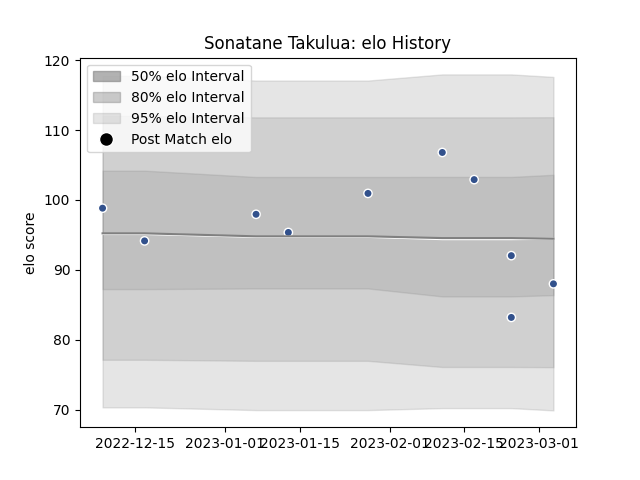 Sonatane Takulua: elo History
120
110
100
90
80
70
elo score
50% elo Interval
80% elo Interval
95% elo Interval
Post Match elo
2022-12-15
2023-01-01
2023-01-15
2023-02-01
2023-02-15
2023-03-01